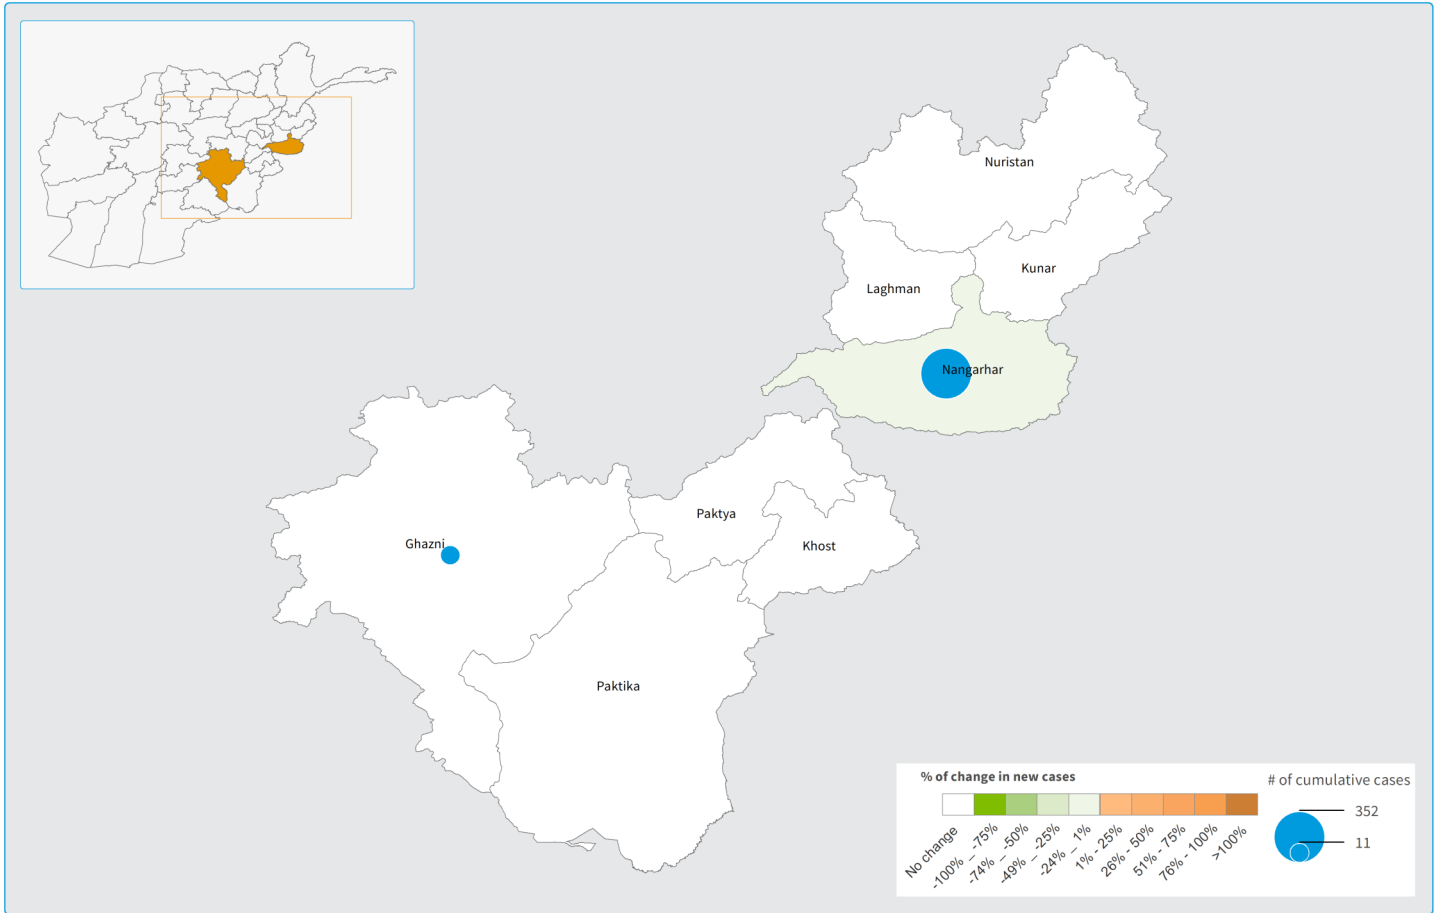 Nuristan
Kunar
Laghman
Nangarhar
Paktya
Ghazni
Khost
Paktika
% of change in new cases
# of cumulative cases
352
11
No change
-100% _ -75%
-74% _ -50%
-49% _ -25%
-24% _ 1%
1% - 25%
26% - 50%
51% - 75%
76% - 100%
>100%